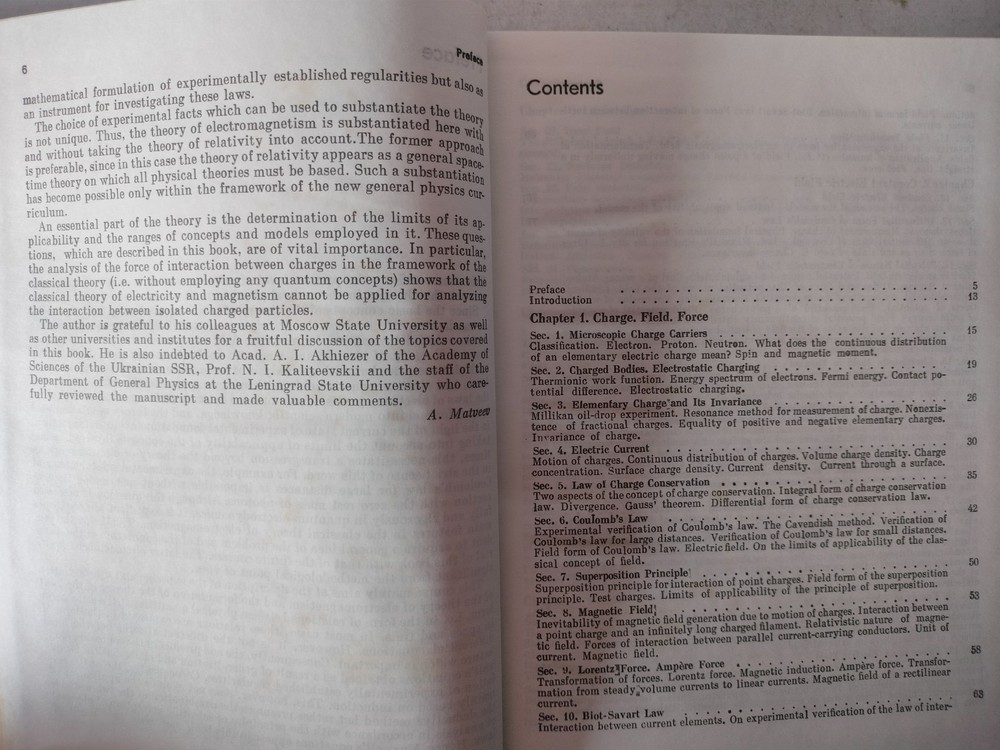 6
Preface
mathematical formulation of experimentally established regularities but also as
an instrument for investigating these laws.
The choice of experimental facts which can be used to substantiate the theory
is not unique. Thus, the theory of electromagnetism is substantiated here with
and without taking the theory of relativity into account.The former approach
is preferable, since in this case the theory of relativity appears as a general space-
time theory on which all physical theories must be based. Such a substantiation
has become possible only within the framework of the new general physics cur-
riculum.
An essential part of the theory is the determination of the limits of its ap-
plicability and the ranges of concepts and models employed in it. These ques-
tions, which are described in this book, are of vital importance. In particular,
the analysis of the force of interaction between charges in the framework of the
classical theory (i.e. without employing any quantum concepts) shows that the
classical theory of electricity and magnetism cannot be applied for analyzing
the interaction between isolated charged particles.
The author is grateful to his colleagues at Moscow State University as well
as other universities and institutes for a fruitful discussion of the topics covered
in this book. He is also indebted to Acad. A. I. Akhiezer of the Academy of
Sciences of the Ukrainian SSR, Prof. N. I. Kaliteevskii and the staff of the
Department of General Physics at the Leningrad State University who care-
fully reviewed the manuscript and made valuable comments.
A. Matveev
Contents
Preface . . . . . . . . . . . . . . . . . . . . . . . . 5
Introduction . . . . . . . . . . . . . . . . . . . . . . . . 13
Chapter 1. Charge. Field. Force
Sec. 1. Microscopic Charge Carriers . . . . . . . . . . . . . . . . 15
Classification. Electron. Proton. Neutron. What does the continuous distribution
of an elementary electric charge mean? Spin and magnetic moment.
Sec. 2. Charged Bodies. Electrostatic Charging . . . . . . . . . . . . 19
Thermionic work function. Energy spectrum of electrons. Fermi energy. Contact po-
tential difference. Electrostatic charging.
Sec. 3. Elementary Charge and Its Invariance . . . . . . . . . . . . 26
Millikan oil-drop experiment. Resonance method for measurement of charge. Nonexis-
tence of fractional charges. Equality of positive and negative elementary charges.
Invariance of charge.
Sec. 4. Electric Current . . . . . . . . . . . . . . . . . . . . 30
Motion of charges. Continuous distribution of charges. Volume charge density. Charge
concentration. Surface charge density. Current density. Current through a surface.
Sec. 5. Law of Charge Conservation . . . . . . . . . . . . . . . . 35
Two aspects of the concept of charge conservation. Integral form of charge conservation
law. Divergence. Gauss' theorem. Differential form of charge conservation law.
Sec. 6. Coulomb's Law . . . . . . . . . . . . . . . . . . . . 42
Experimental verification of Coulomb's law. The Cavendish method. Verification of
Coulomb's law for large distances. Verification of Coulomb's law for small distances.
Field form of Coulomb's law. Electric field. On the limits of applicability of the clas-
sical concept of field.
Sec. 7. Superposition Principle . . . . . . . . . . . . . . . . . . 50
Superposition principle for interaction of point charges. Field form of the superposition
principle. Test charges. Limits of applicability of the principle of superposition.
Sec. 8. Magnetic Field . . . . . . . . . . . . . . . . . . . . 53
Inevitability of magnetic field generation due to motion of charges. Interaction between
a point charge and an infinitely long charged filament. Relativistic nature of magne-
tic field. Forces of interaction between parallel current-carrying conductors. Unit of
current. Magnetic field.
Sec. 9. Lorentz Force. Ampère Force . . . . . . . . . . . . . . . . 58
Transformation of forces. Lorentz force. Magnetic induction. Ampère force. Transfor-
mation from steady volume currents to linear currents. Magnetic field of a rectilinear
current.
Sec. 10. Biot-Savart Law . . . . . . . . . . . . . . . . . . . . 63
Interaction between current elements. On experimental verification of the law of inter-